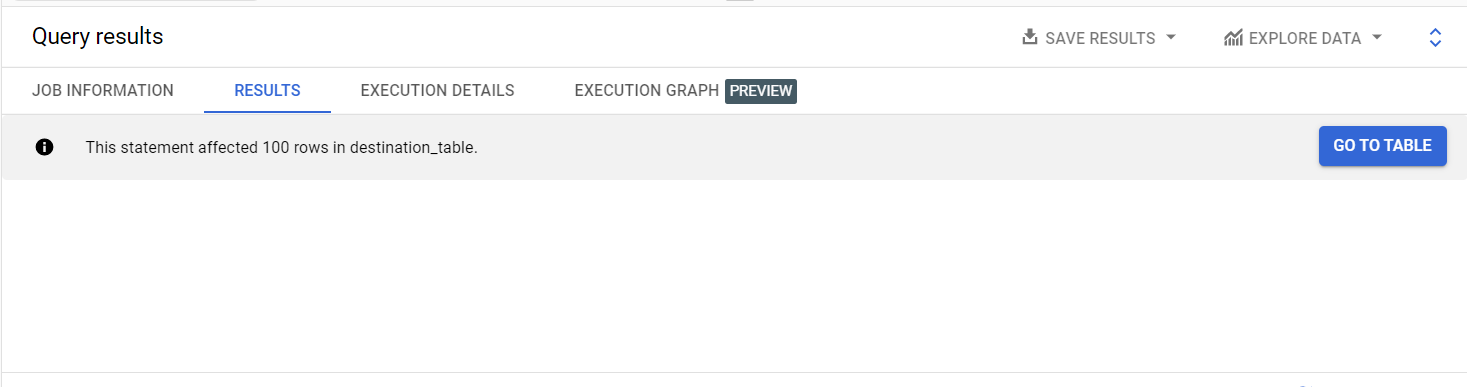 Query results
SAVE RESULTS
EXPLORE DATA
JOB INFORMATION
RESULTS
EXECUTION DETAILS
EXECUTION GRAPH PREVIEW
This statement affected 100 rows in destination_table.
GO TO TABLE